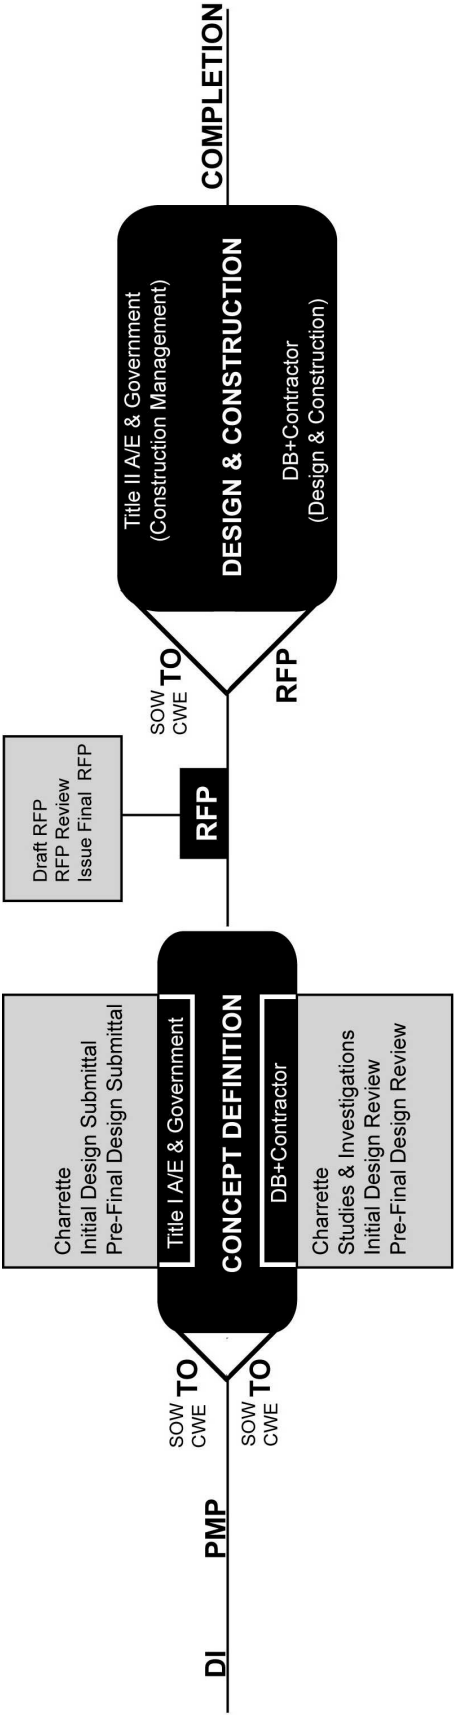 DI
PMP
SOW
CWE
TO
SOW
CWE
TO
Charrette
Initial Design Submittal
Pre-Final Design Submittal
Title I A/E & Government
CONCEPT DEFINITION
DB+Contractor
Charrette
Studies & Investigations
Initial Design Review
Pre-Final Design Review
Draft RFP
RFP Review
Issue Final RFP
RFP
SOW
CWE
TO
RFP
Title II A/E & Government
(Construction Management)
DESIGN & CONSTRUCTION
DB+Contractor
(Design & Construction)
COMPLETION